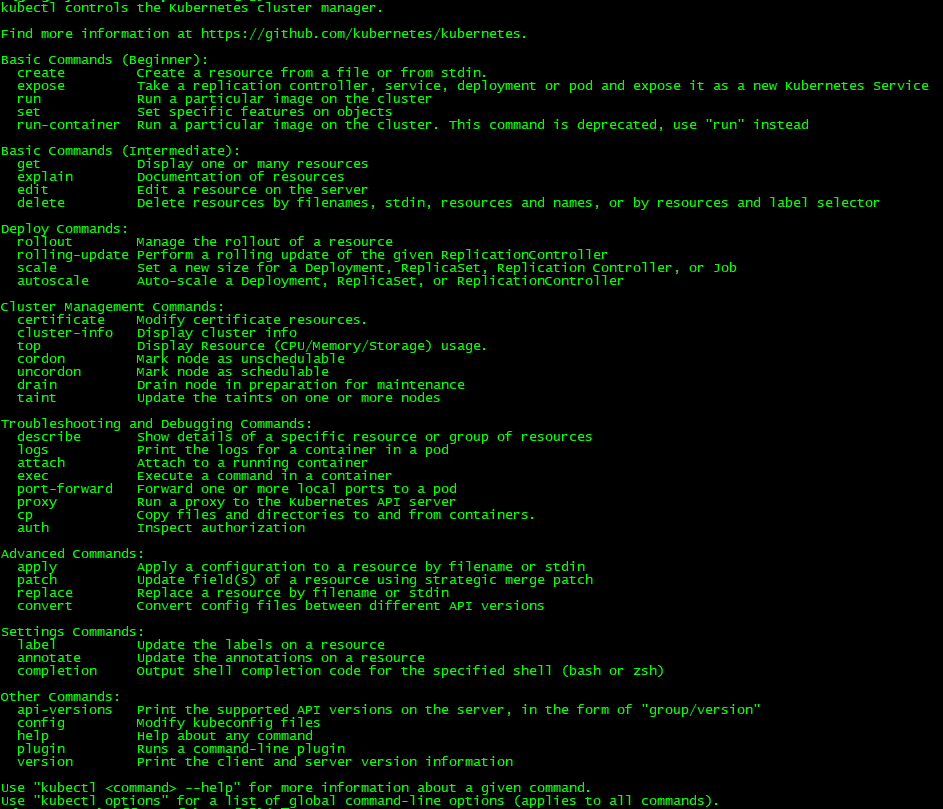 kubectl controls the Kubernetes cluster manager.
Find more information at https://github.com/kubernetes/kubernetes.
Basic Commands (Beginner):
  create         Create a resource from a file or from stdin.
  expose         Take a replication controller, service, deployment or pod and expose it as a new Kubernetes Service
  run            Run a particular image on the cluster
  set            Set specific features on objects
  run-container  Run a particular image on the cluster. This command is deprecated, use "run" instead
Basic Commands (Intermediate):
  get            Display one or many resources
  explain        Documentation of resources
  edit           Edit a resource on the server
  delete         Delete resources by filenames, stdin, resources and names, or by resources and label selector
Deploy Commands:
  rollout        Manage the rollout of a resource
  rolling-update Perform a rolling update of the given ReplicationController
  scale          Set a new size for a Deployment, ReplicaSet, Replication Controller, or Job
  autoscale      Auto-scale a Deployment, ReplicaSet, or ReplicationController
Cluster Management Commands:
  certificate    Modify certificate resources.
  cluster-info   Display cluster info
  top            Display Resource (CPU/Memory/Storage) usage.
  cordon         Mark node as unschedulable
  uncordon       Mark node as schedulable
  drain          Drain node in preparation for maintenance
  taint          Update the taints on one or more nodes
Troubleshooting and Debugging Commands:
  describe       Show details of a specific resource or group of resources
  logs           Print the logs for a container in a pod
  attach         Attach to a running container
  exec           Execute a command in a container
  port-forward   Forward one or more local ports to a pod
  proxy          Run a proxy to the Kubernetes API server
  cp             Copy files and directories to and from containers.
  auth           Inspect authorization
Advanced Commands:
  apply          Apply a configuration to a resource by filename or stdin
  patch          Update field(s) of a resource using strategic merge patch
  replace        Replace a resource by filename or stdin
  convert        Convert config files between different API versions
Settings Commands:
  label          Update the labels on a resource
  annotate       Update the annotations on a resource
  completion     Output shell completion code for the specified shell (bash or zsh)
Other Commands:
  api-versions   Print the supported API versions on the server, in the form of "group/version"
  config         Modify kubeconfig files
  help           Help about any command
  plugin         Runs a command-line plugin
  version        Print the client and server version information
Use "kubectl <command> --help" for more information about a given command.
Use "kubectl options" for a list of global command-line options (applies to all commands).